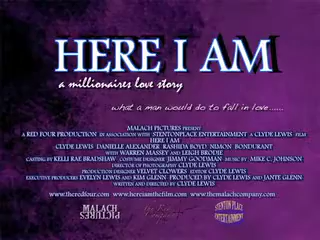 HERE I AM
a millionaires love story
what a man would do to fall in love......
MALACH PICTURES PRESENT
A RED FOUR PRODUCTION IN ASSOCIATION WITH STENTONPLACE ENTERTAINMENT A CLYDE LEWIS FILM
HERE I AM
CLYDE LEWIS DANIELLE ALEXANDER RASHIDA BOYD NIMON BONDURANT
WITH WARREN MASSEY AND LEIGH BRODIE
CASTING BY KELLI RAE BRADSHAW COSTUME DESIGNER JIMMY GOODMAN MUSIC BY MIKE C. JOHNSON
DIRECTOR OF PHOTOGRAPHY CLYDE LEWIS
PRODUCTION DESIGNER VELVET CLOWERS EDITOR CLYDE LEWIS
EXECUTIVE PRODUCERS EVELYN LEWIS AND KIM GLENN PRODUCED BY CLYDE LEWIS AND JANTE GLENN
WRITTEN AND DIRECTED BY CLYDE LEWIS
www.theredfour.com www.hereiamthefilm.com www.themalachcompany.com
MALACH
PICTURES
STENTON PLACE
ENTERTAINMENT